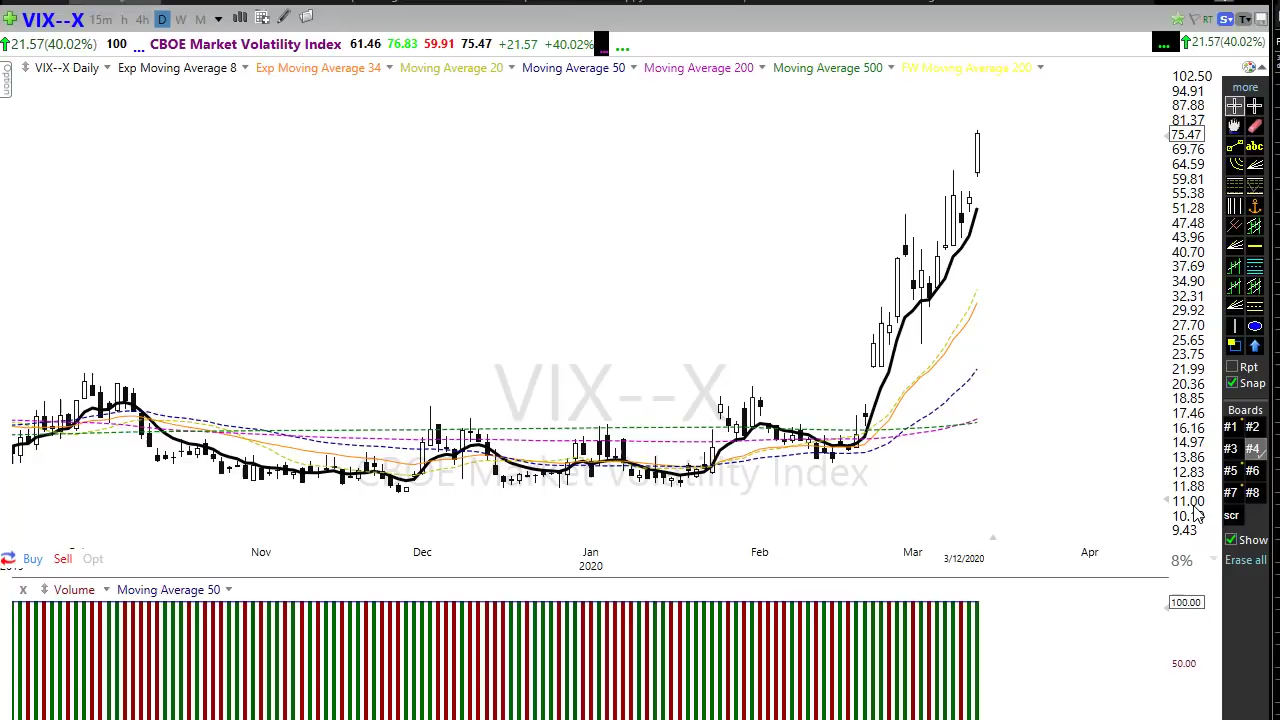 VIX--X 15m h 4h D W M RT S T
21.57(40.02%) 100 ... CBOE Market Volatility Index 61.46 76.83 59.91 75.47 +21.57 +40.02% ... ... ... 21.57(40.02%)
Option
VIX--X Daily Exp Moving Average 8 Exp Moving Average 34 Moving Average 20 Moving Average 50 Moving Average 200 Moving Average 500 FW Moving Average 200
102.50
94.91
87.88
81.37
75.47
69.76
64.59
59.81
55.38
51.28
47.48
43.96
40.70
37.69
34.90
32.31
29.92
27.70
25.65
23.75
21.99
20.36
18.85
17.46
16.16
14.97
13.86
12.83
11.88
11.00
9.43
more
abc
Rpt
Snap
Boards
#1 #2
#3 #4
#5 #6
#7 #8
scr
Show
Erase all
VIX--X
CBOE Market Volatility Index
Nov Dec Jan Feb Mar Apr
2020 3/12/2020
Buy Sell Opt 8%
X Volume Moving Average 50
100.00
50.00